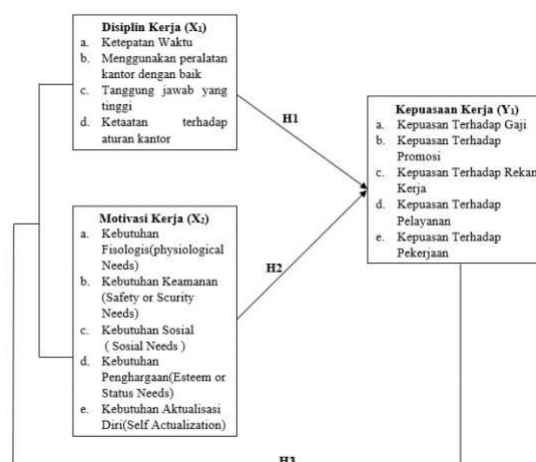 Disiplin Kerja (X₁)
a. Ketepatan Waktu
b. Menggunakan peralatan
kantor dengan baik
c. Tanggung jawab yang
tinggi
d. Ketaatan terhadap
aturan kantor
H1
Kepuasaan Kerja (Y₁)
a. Kepuasan Terhadap Gaji
b. Kepuasan Terhadap
Promosi
c. Kepuasan Terhadap Rekan
Kerja
d. Kepuasan Terhadap
Pelayanan
e. Kepuasan Terhadap
Pekerjaan
Motivasi Kerja (X₂)
a. Kebutuhan
Fisologis(physiological
Needs)
b. Kebutuhan Keamanan
(Safety or Scurity
Needs)
c. Kebutuhan Sosial
( Sosial Needs )
d. Kebutuhan
Penghargaan(Esteem or
Status Needs)
e. Kebutuhan Aktualisasi
Diri(Self Actualization)
H2
H3